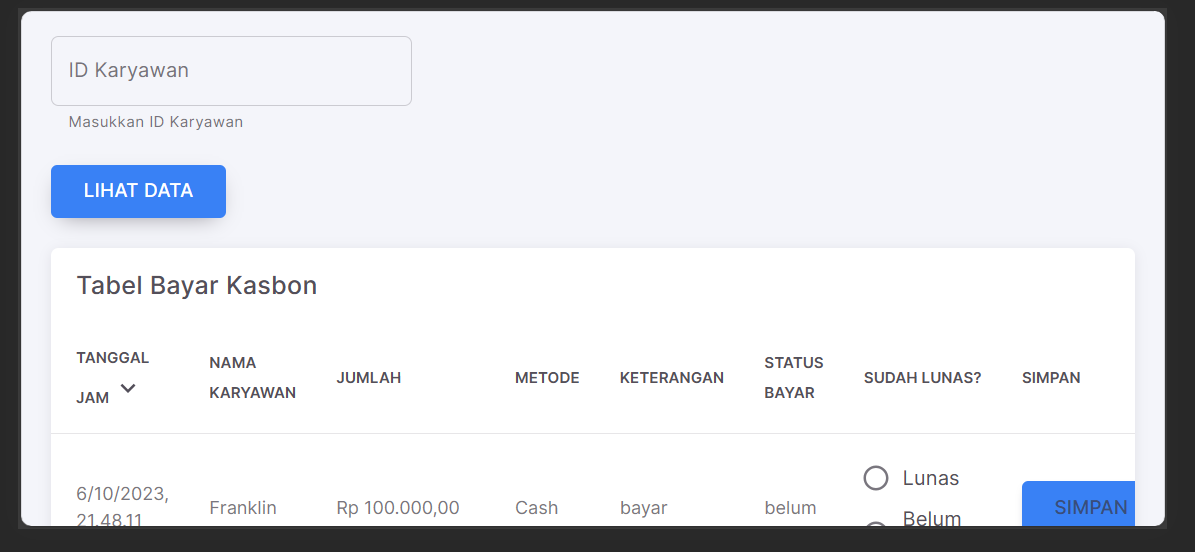 ID Karyawan
Masukkan ID Karyawan
LIHAT DATA
Tabel Bayar Kasbon
TANGGAL
JAM
NAMA
KARYAWAN
JUMLAH
METODE
KETERANGAN
STATUS
BAYAR
SUDAH LUNAS?
SIMPAN
6/10/2023,
21.48.11
Franklin
Rp 100.000,00
Cash
bayar
belum
Lunas
Belum
SIMPAN